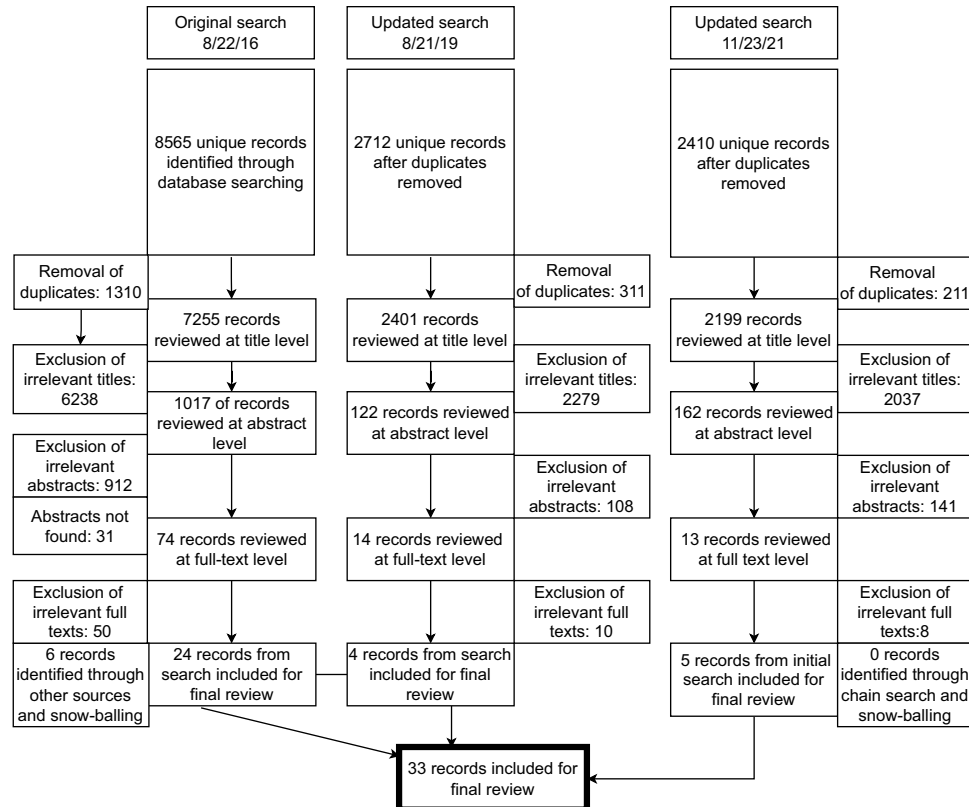 Original search
8/22/16
Updated search
8/21/19
Updated search
11/23/21
8565 unique records
identified through
database searching
2712 unique records
after duplicates
removed
2410 unique records
after duplicates
removed
Removal of
duplicates: 1310
Removal
of duplicates: 311
Removal
of duplicates: 211
7255 records
reviewed at title level
2401 records
reviewed at title level
2199 records
reviewed at title level
Exclusion of
irrelevant titles:
6238
Exclusion of
irrelevant titles:
2279
Exclusion of
irrelevant titles:
2037
1017 of records
reviewed at abstract
level
122 records reviewed
at abstract level
162 records reviewed
at abstract level
Exclusion of
irrelevant
abstracts: 912
Exclusion of
irrelevant
abstracts: 108
Exclusion of
irrelevant
abstracts: 141
Abstracts not
found: 31
74 records reviewed
at full-text level
14 records reviewed
at full-text level
13 records reviewed
at full text level
Exclusion of
irrelevant full
texts: 50
Exclusion of
irrelevant full
texts: 10
Exclusion of
irrelevant full
texts:8
6 records
identified through
other sources
and snow-balling
24 records from
search included for
final review
4 records from search
included for final
review
5 records from initial
search included for
final review
0 records
identified through
chain search and
snow-balling
33 records included for
final review